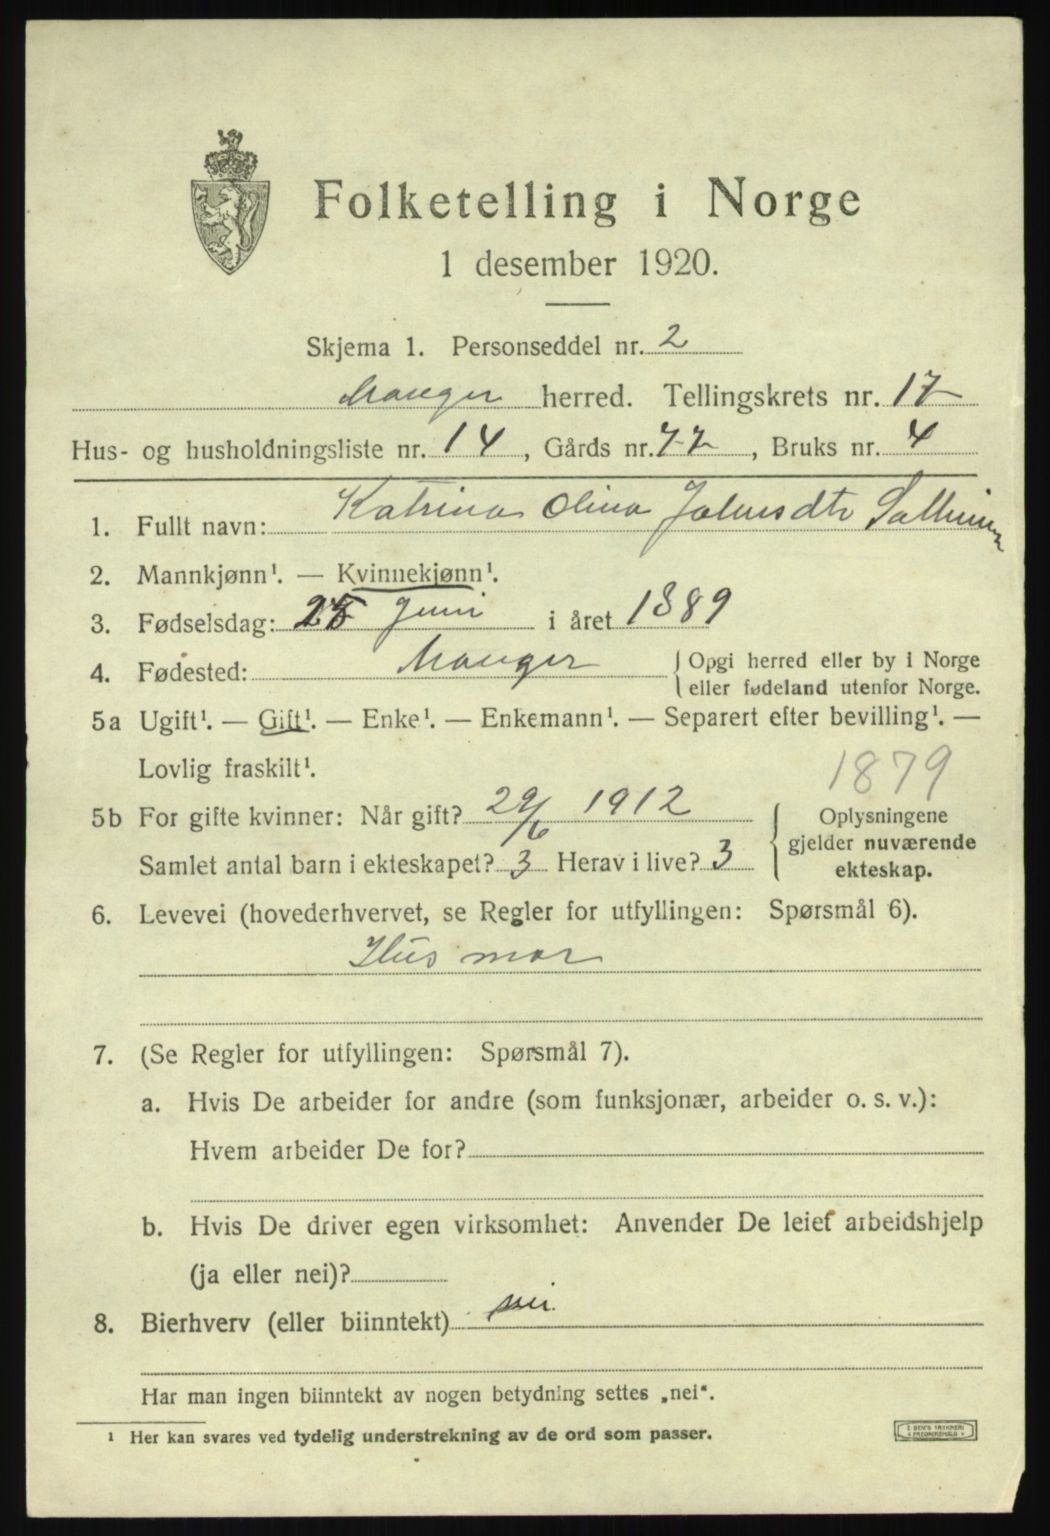 Folketelling i Norge
1 desember 1920.
Skjema 1. Personseddel nr. 2
Manger herred. Tellingskrets nr. 17
Hus- og husholdningsliste nr. 14, Gårds nr. 77, Bruks nr. 4
1. Fullt navn: Katrina Olina
2. Mannkjønn¹. — Kvinnekjønn¹.
3. Fødselsdag: Juni i året 1889
4. Fødested: Manger
Opgi herred eller by i Norge
eller fødeland utenfor Norge.
5a Ugift¹. — Gift¹. — Enke¹. — Enkemann¹. — Separert efter bevilling¹. —
Lovlig fraskilt¹.
1879
5b For gifte kvinner: Når gift? 29/6 1912
Samlet antal barn i ekteskapet? 3 Herav i live? 3
Oplysningene
gjelder nuværende
ekteskap.
6. Levevei (hovederhvervet, se Regler for utfyllingen: Spørsmål 6).
Hus mor
7. (Se Regler for utfyllingen: Spørsmål 7).
a. Hvis De arbeider for andre (som funksjonær, arbeider o. s. v.):
Hvem arbeider De for?
b. Hvis De driver egen virksomhet: Anvender De leiet arbeidshjelp
(ja eller nei)?
8. Bierhverv (eller biinntekt) nei.
Har man ingen biinntekt av nogen betydning settes „nei“.
¹ Her kan svares ved tydelig understrekning av de ord som passer.